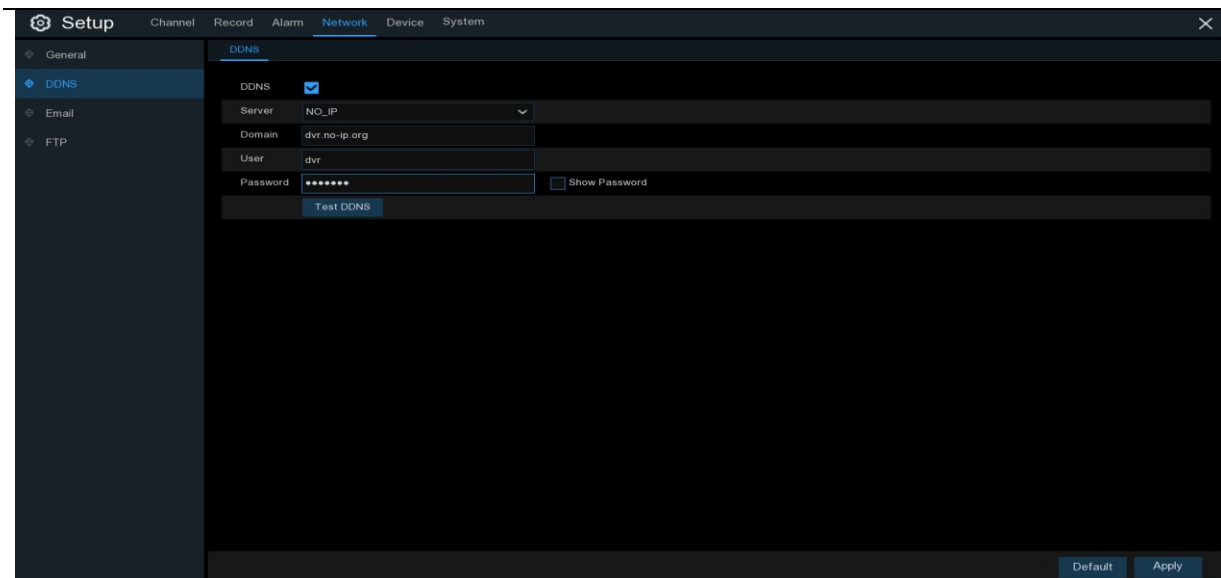 Setup Channel Record Alarm Network Device System
General
DDNS
Email
FTP
DDNS
DDNS
Server NO_IP
Domain dvr.no-ip.org
User dvr
Password ••••••• Show Password
Test DDNS
Default Apply